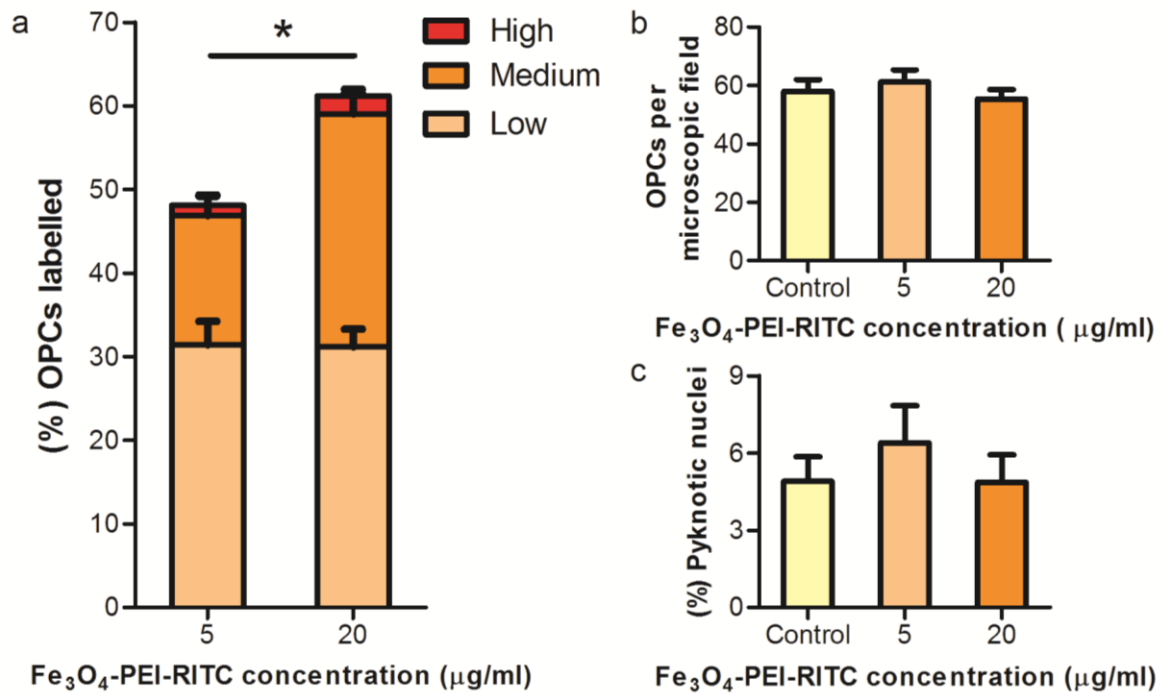 a
70
60
50
40
30
20
10
0
(%) OPCs labelled
*
High
Medium
Low
5 20
Fe₃O₄-PEI-RITC concentration (μg/ml)
b
80
60
40
20
0
OPCs per
microscopic field
Control 5 20
Fe₃O₄-PEI-RITC concentration ( μg/ml)
c
9
6
3
0
(%) Pyknotic nuclei
Control 5 20
Fe₃O₄-PEI-RITC concentration (μg/ml)